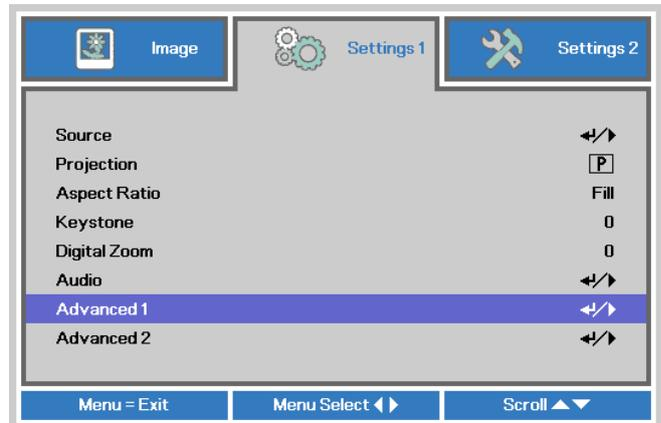 Image
Settings 1
Settings 2
Source
Projection P
Aspect Ratio Fill
Keystone 0
Digital Zoom 0
Audio
Advanced 1
Advanced 2
Menu = Exit
Menu Select
Scroll